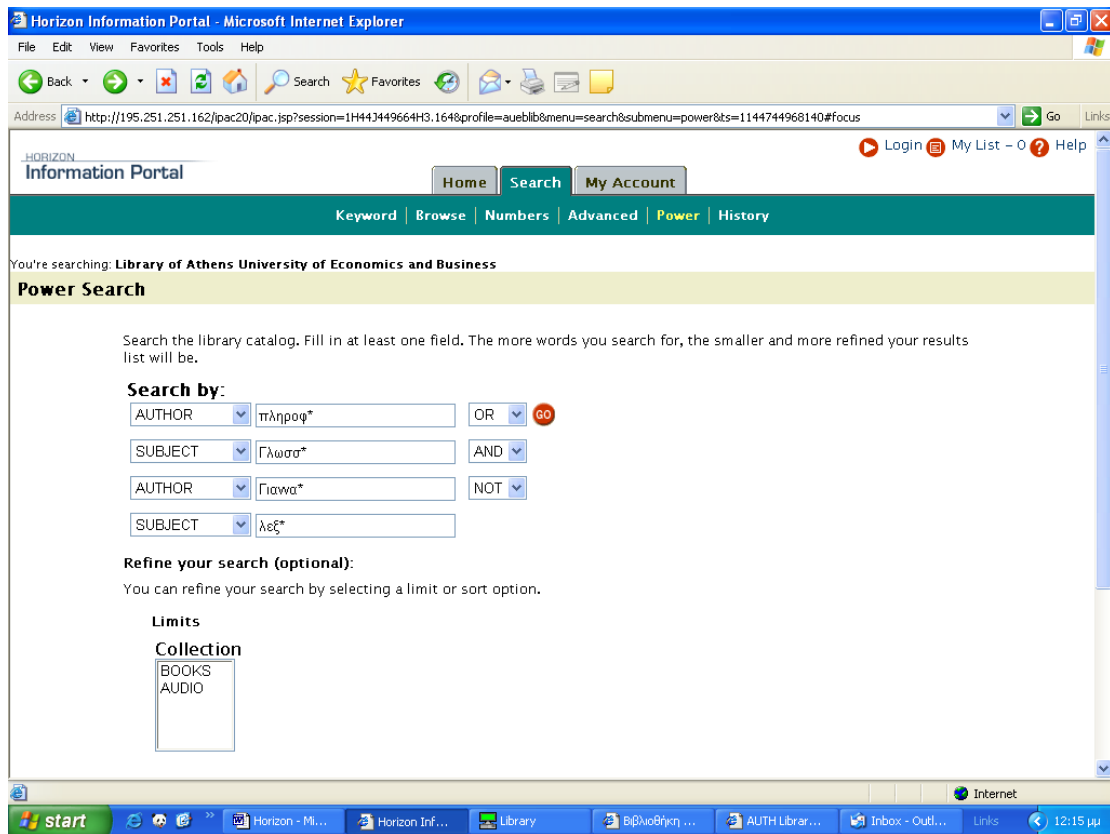 Horizon Information Portal - Microsoft Internet Explorer
File Edit View Favorites Tools Help
Back Search Favorites
Address http://195.251.251.162/ipac20/ipac.jsp?session=1H44J449664H3.164&profile=aueblib&menu=search&submenu=power&ts=1144744968140#focus Go Links
Login My List - 0 ? Help
HORIZON
Information Portal
Home Search My Account
Keyword | Browse | Numbers | Advanced | Power | History
You're searching: Library of Athens University of Economics and Business
Power Search
Search the library catalog. Fill in at least one field. The more words you search for, the smaller and more refined your results
list will be.
Search by:
AUTHOR πληροφ* OR GO
SUBJECT Γλωσσ* AND
AUTHOR Γιαννα* NOT
SUBJECT λεξ*
Refine your search (optional):
You can refine your search by selecting a limit or sort option.
Limits
Collection
BOOKS
AUDIO
Internet
start Horizon - Mi... Horizon Inf... Library Βιβλιοθήκη ... AUTH Librar... Inbox - Outl... Links 12:15 μμ